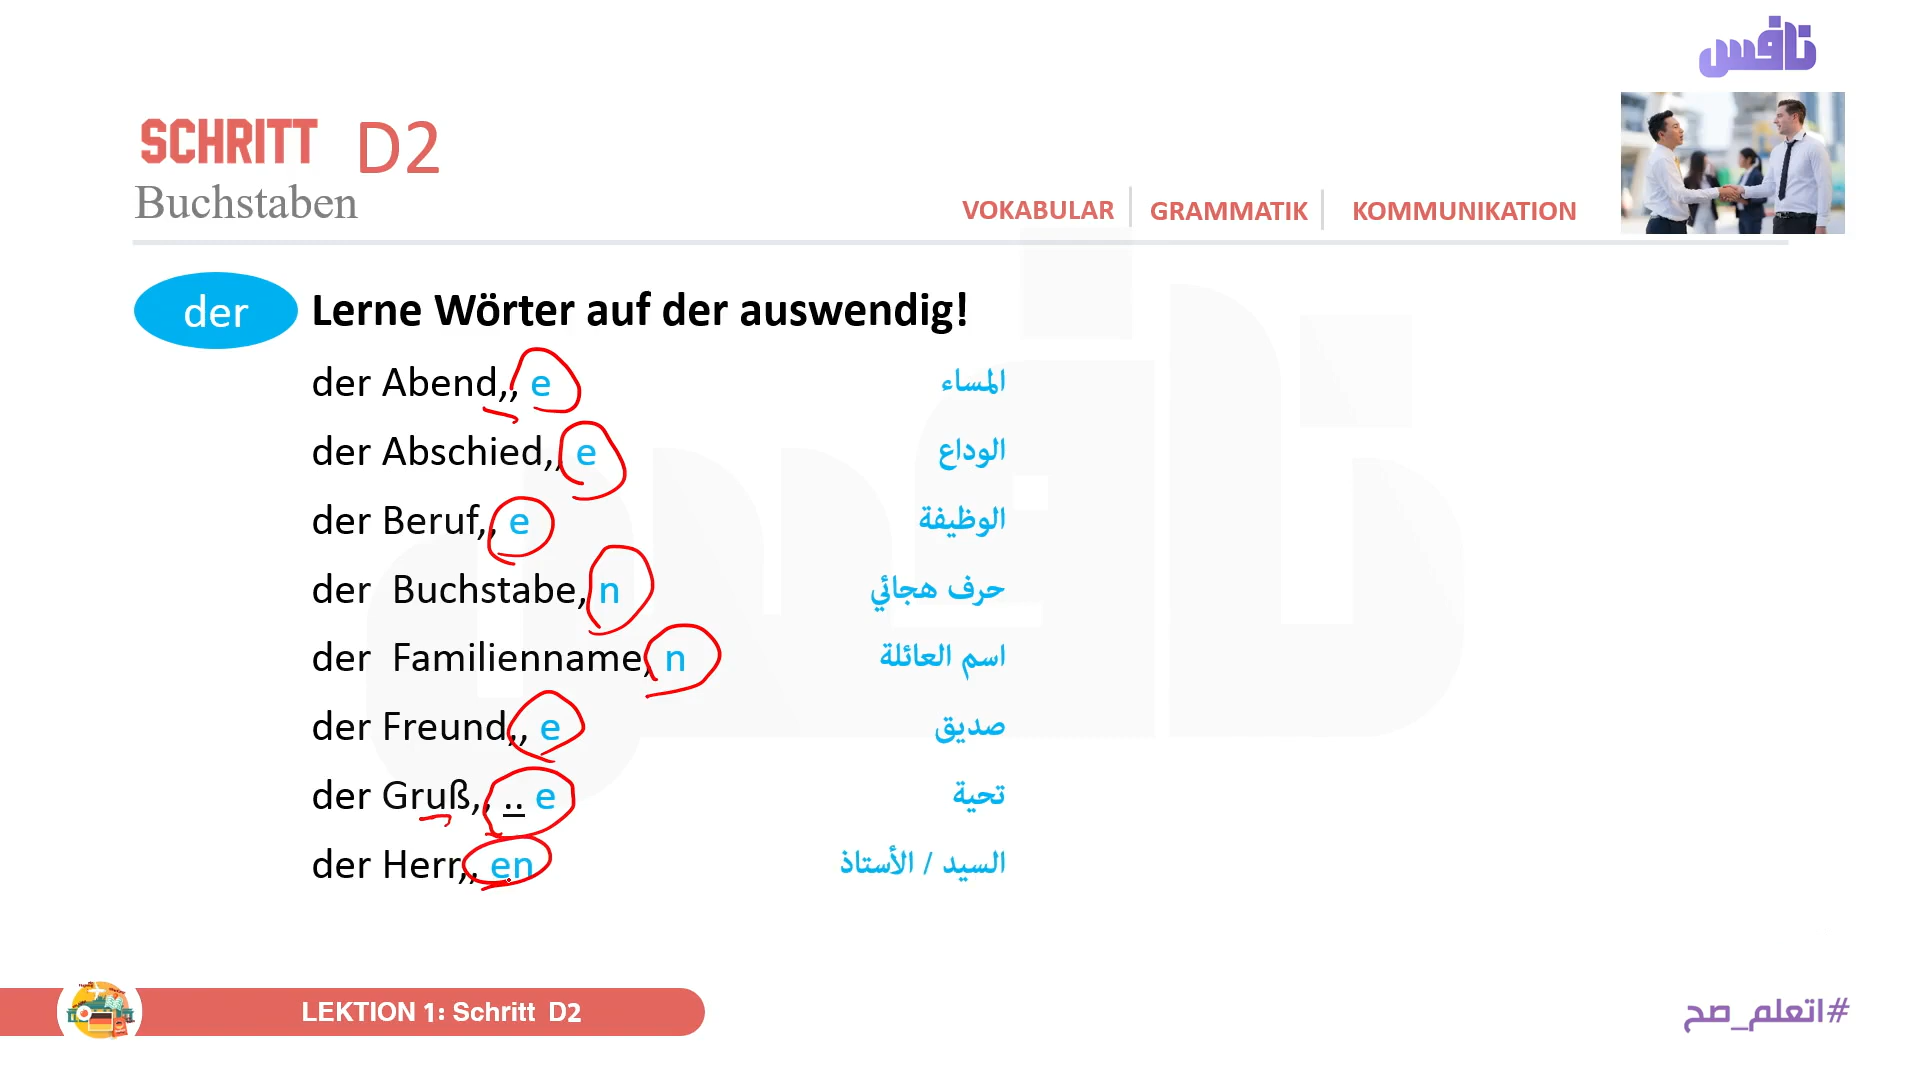 نافس
SCHRITT D2
Buchstaben
VOKABULAR
GRAMMATIK
KOMMUNIKATION
der
Lerne Wörter auf der auswendig!
der Abend,, e
المساء
der Abschied,, e
الوداع
der Beruf,, e
الوظيفة
der Buchstabe, n
حرف هجائي
der Familienname, n
اسم العائلة
der Freund,, e
صديق
der Gruß,, .. e
تحية
der Herr,, en
السيد / الأستاذ
LEKTION 1: Schritt D2
#اتعلم_صح